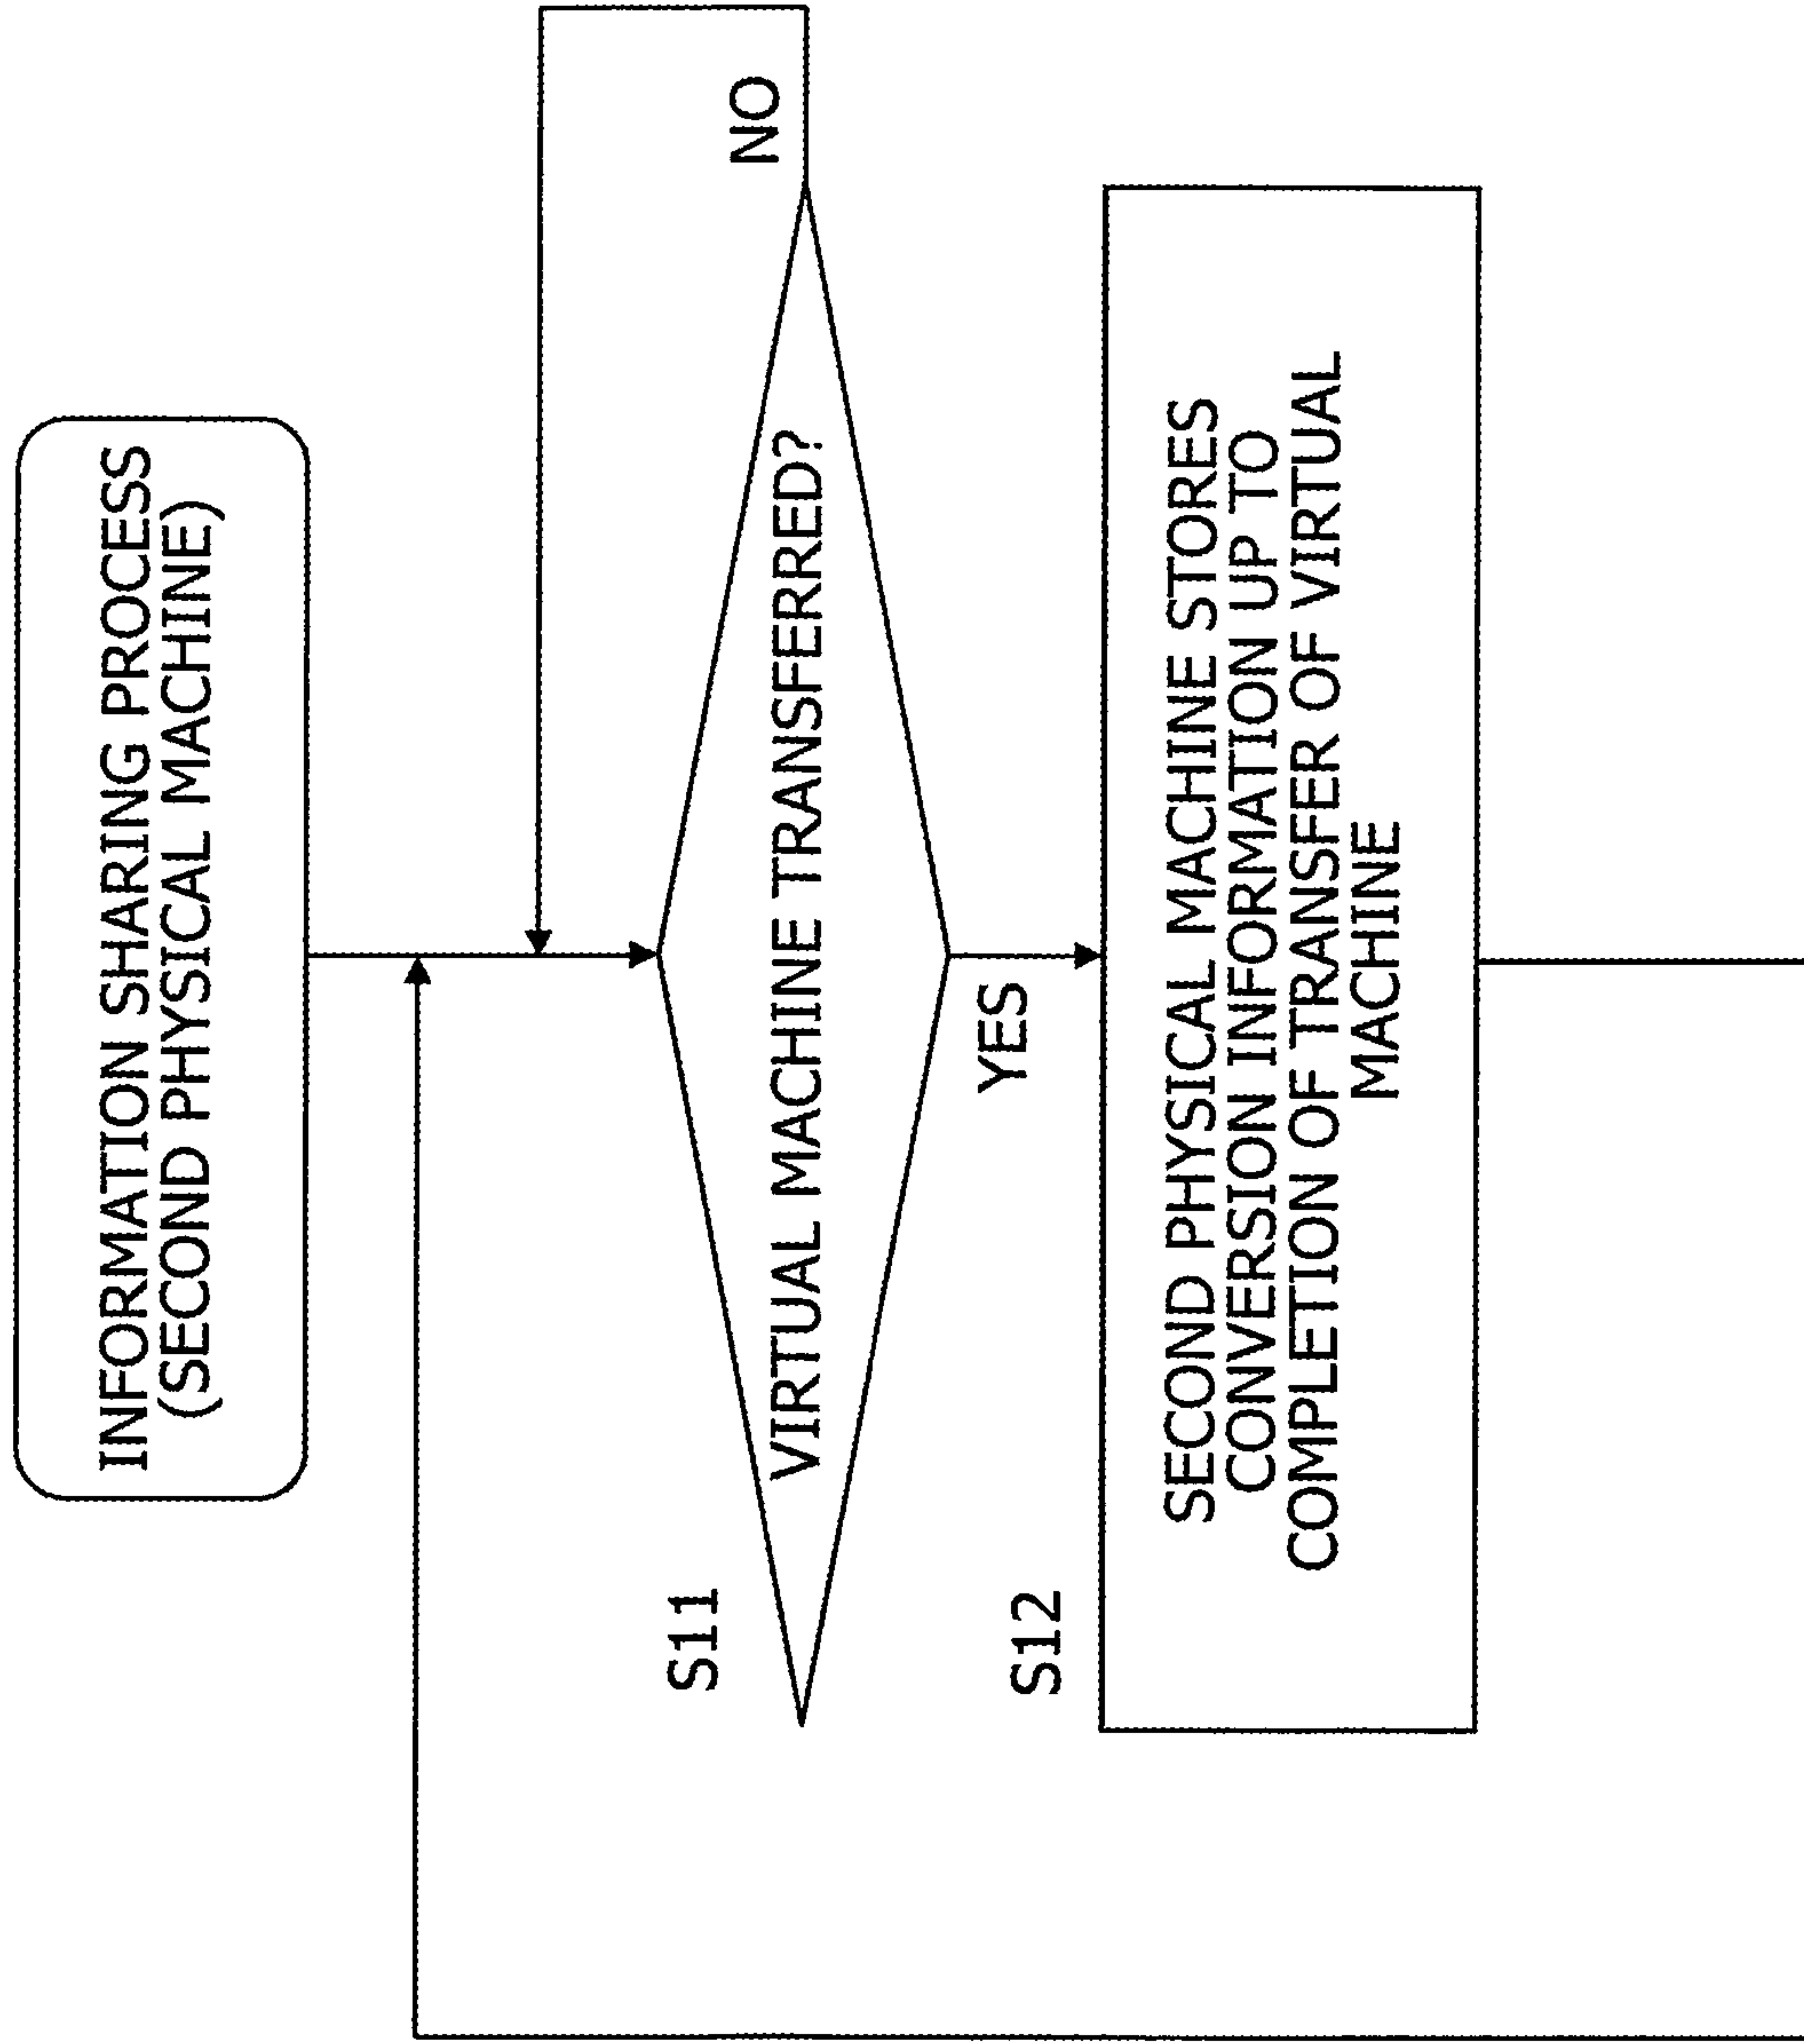 INFORMATION SHARING PROCESS
(SECOND PHYSICAL MACHINE)
S11
VIRTUAL MACHINE TRANSFERRED?
NO
YES
S12
SECOND PHYSICAL MACHINE STORES
CONVERSION INFORMATION UP TO
COMPLETION OF TRANSFER OF VIRTUAL
MACHINE